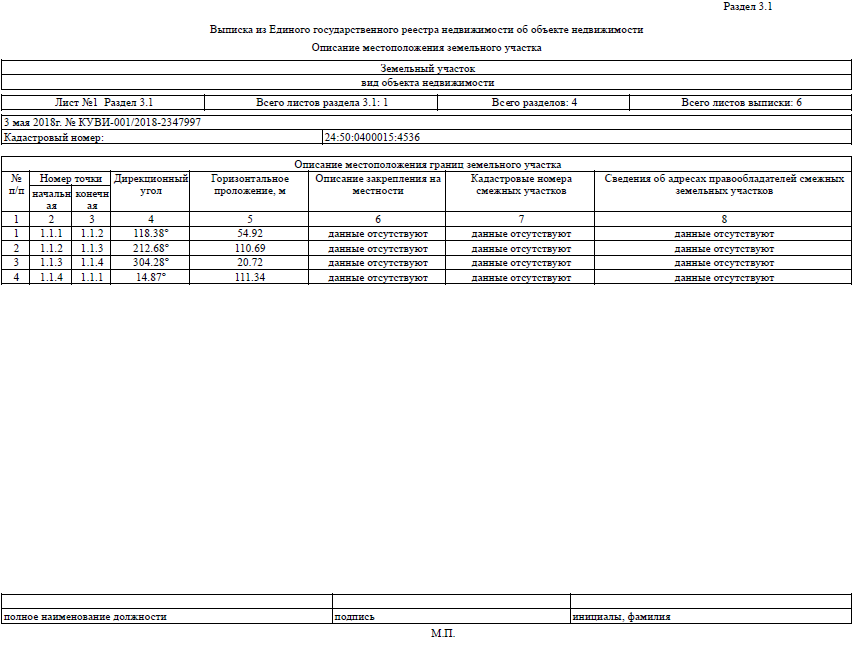 Раздел 3.1
Выписка из Единого государственного реестра недвижимости об объекте недвижимости
Описание местоположения земельного участка
Земельный участок
вид объекта недвижимости
Лист №1 Раздел 3.1 Всего листов раздела 3.1: 1 Всего разделов: 4 Всего листов выписки: 6
3 мая 2018г. № КУВИ-001/2018-2347997
Кадастровый номер: 24:50:0400015:4536
Описание местоположения границ земельного участка
№ Номер точки Дирекционный Горизонтальное Описание закрепления на Кадастровые номера Сведения об адресах правообладателей смежных
п/п начальн конечн угол проложение, м местности смежных участков земельных участков
ая ая
1 2 3 4 5 6 7 8
1 1.1.1 1.1.2 118.38° 54.92 данные отсутствуют данные отсутствуют данные отсутствуют
2 1.1.2 1.1.3 212.68° 110.69 данные отсутствуют данные отсутствуют данные отсутствуют
3 1.1.3 1.1.4 304.28° 20.72 данные отсутствуют данные отсутствуют данные отсутствуют
4 1.1.4 1.1.1 14.87° 111.34 данные отсутствуют данные отсутствуют данные отсутствуют
полное наименование должности подпись инициалы, фамилия
М.П.